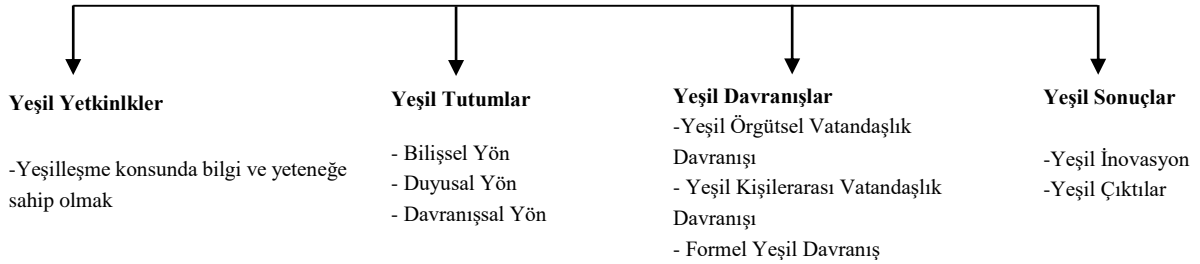 Yeşil Yetkinlkler
-Yeşilleşme konsunda bilgi ve yeteneğe
sahip olmak
Yeşil Tutumlar
- Bilişsel Yön
- Duyusal Yön
- Davranışsal Yön
Yeşil Davranışlar
-Yeşil Örgütsel Vatandaşlık
Davranışı
- Yeşil Kişilerarası Vatandaşlık
Davranışı
- Formel Yeşil Davranış
Yeşil Sonuçlar
-Yeşil İnovasyon
-Yeşil Çıktılar